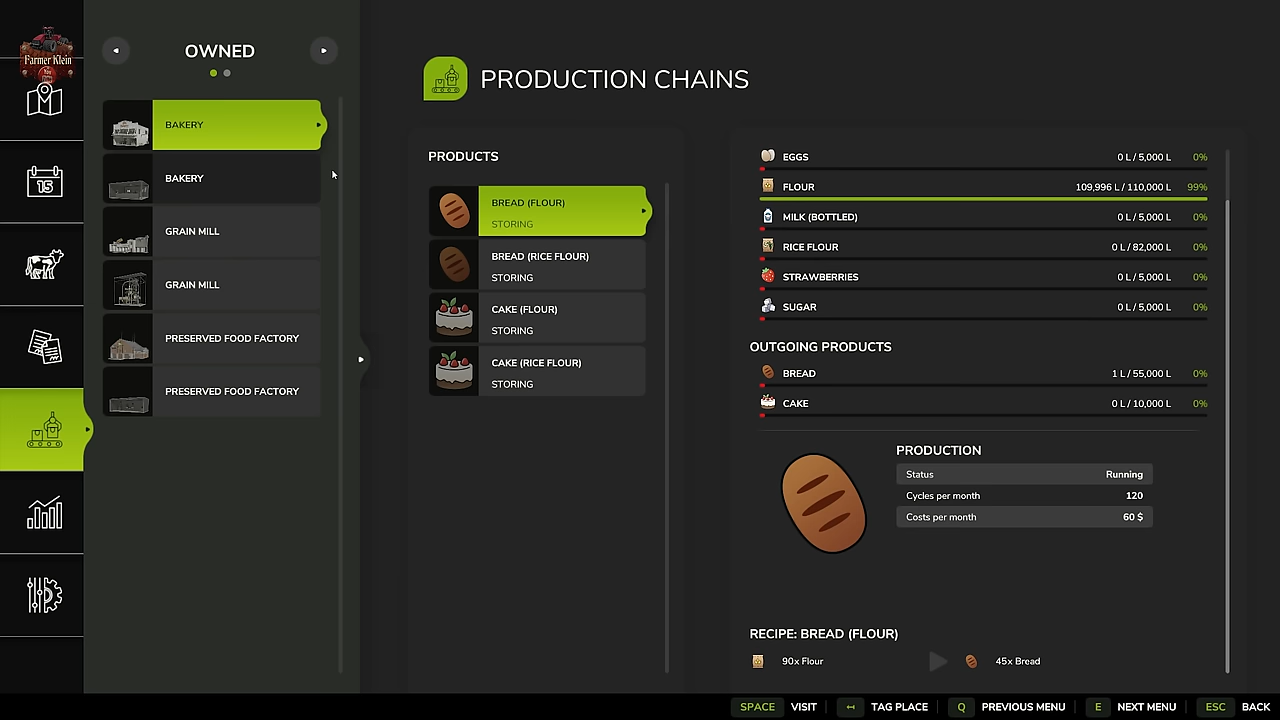 Farmer Klein
You
15
OWNED
BAKERY
BAKERY
GRAIN MILL
GRAIN MILL
PRESERVED FOOD FACTORY
PRESERVED FOOD FACTORY
PRODUCTION CHAINS
PRODUCTS
BREAD (FLOUR)
STORING
BREAD (RICE FLOUR)
STORING
CAKE (FLOUR)
STORING
CAKE (RICE FLOUR)
STORING
EGGS 0 L / 5,000 L 0%
FLOUR 109,996 L / 110,000 L 99%
MILK (BOTTLED) 0 L / 5,000 L 0%
RICE FLOUR 0 L / 82,000 L 0%
STRAWBERRIES 0 L / 5,000 L 0%
SUGAR 0 L / 5,000 L 0%
OUTGOING PRODUCTS
BREAD 1 L / 55,000 L 0%
CAKE 0 L / 10,000 L 0%
PRODUCTION
Status Running
Cycles per month 120
Costs per month 60 $
RECIPE: BREAD (FLOUR)
90x Flour 45x Bread
SPACE VISIT TAG PLACE Q PREVIOUS MENU E NEXT MENU ESC BACK